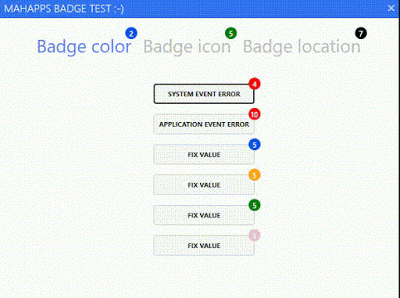 MAHAPPS BADGE TEST :-)
Badge color 2 Badge icon 5 Badge location 7
SYSTEM EVENT ERROR 4
APPLICATION EVENT ERROR 10
FIX VALUE 5
FIX VALUE 5
FIX VALUE 5
FIX VALUE 5